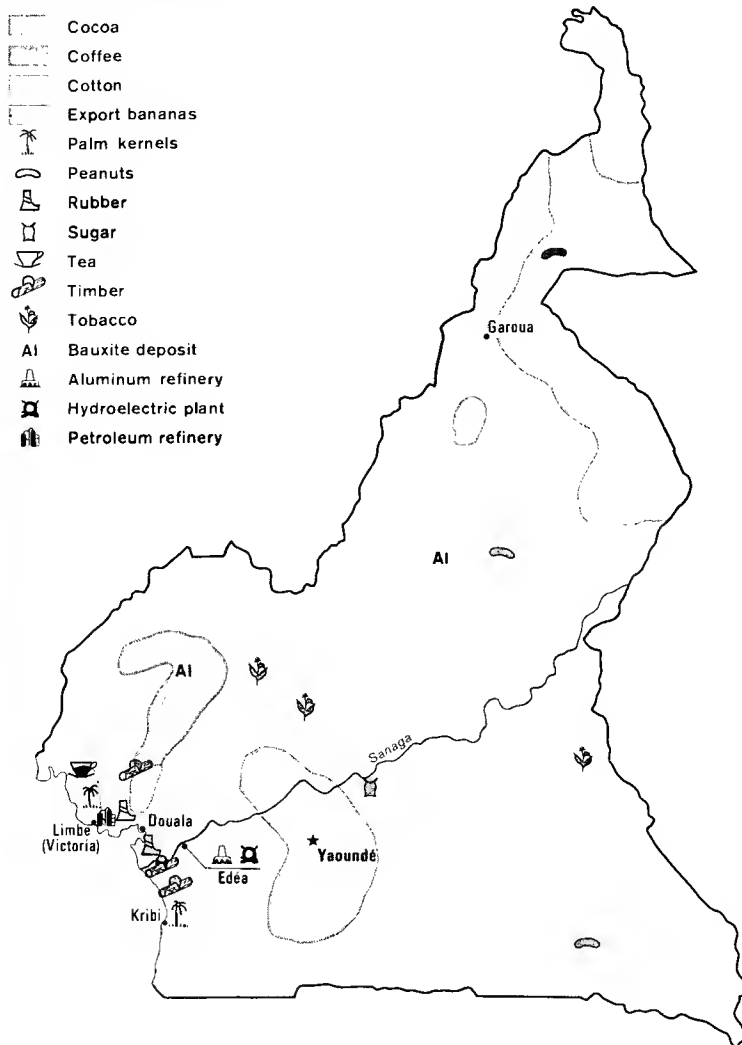 Cocoa
Coffee
Cotton
Export bananas
Palm kernels
Peanuts
Rubber
Sugar
Tea
Timber
Tobacco
Al Bauxite deposit
Aluminum refinery
Hydroelectric plant
Petroleum refinery
Garoua
Al
Al
Sanaga
Limbe
(Victoria)
Douala
Edéa
Yaoundé
Kribi